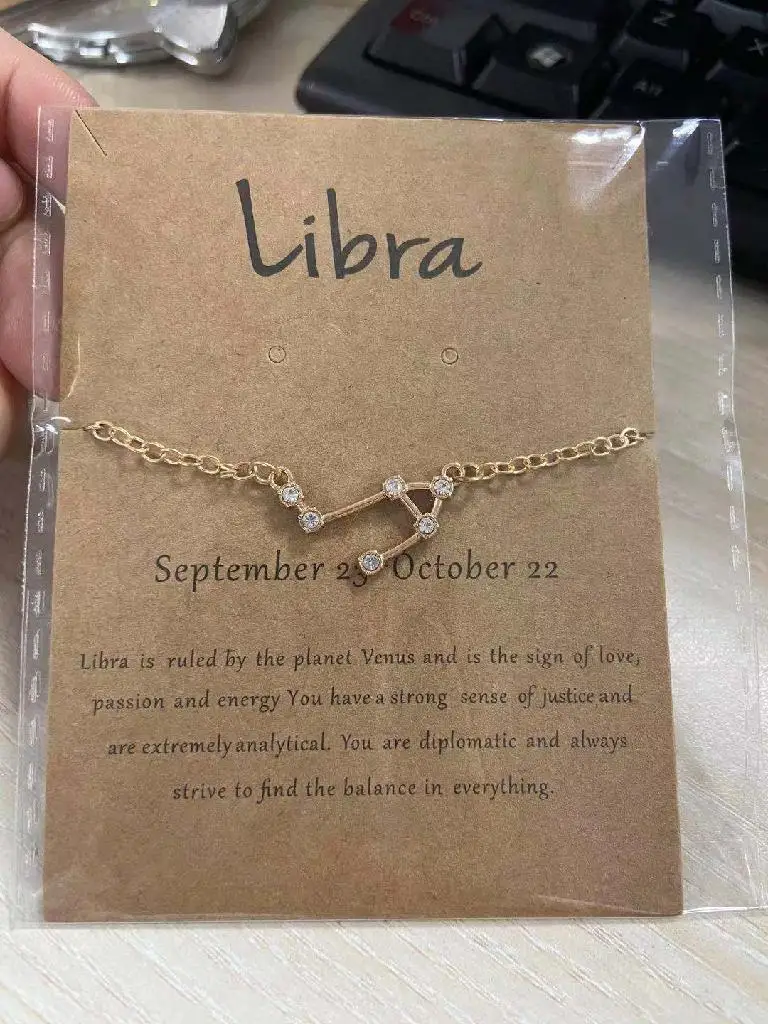 Libra
September 23 October 22
Libra is ruled by the planet Venus and is the sign of love,
passion and energy You have a strong sense of justice and
are extremely analytical. You are diplomatic and always
strive to find the balance in everything.
N
X
Alt